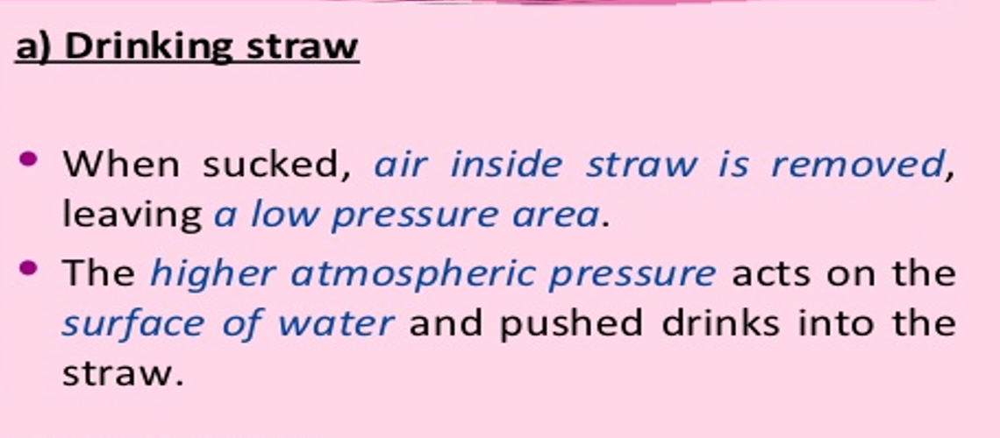 a) Drinking straw
• When sucked, air inside straw is removed,
leaving a low pressure area.
• The higher atmospheric pressure acts on the
surface of water and pushed drinks into the
straw.